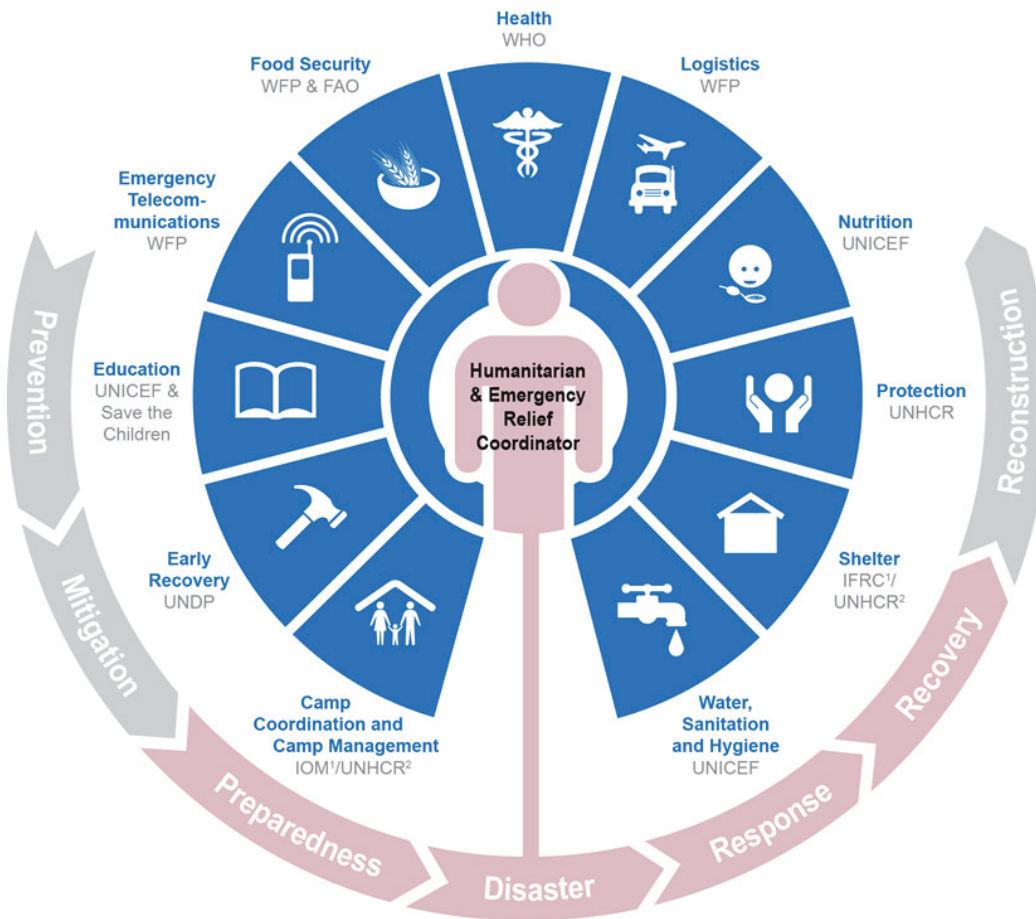 Health
WHO
Logistics
WFP
Nutrition
UNICEF
Protection
UNHCR
Shelter
IFRC¹/
UNHCR²
Water,
Sanitation
and Hygiene
UNICEF
Camp
Coordination and
Camp Management
IOM¹/UNHCR²
Early
Recovery
UNDP
Education
UNICEF &
Save the
Children
Emergency
Telecom-
munications
WFP
Food Security
WFP & FAO
Humanitarian
& Emergency
Relief
Coordinator
Prevention
Mitigation
Preparedness
Disaster
Response
Recovery
Reconstruction